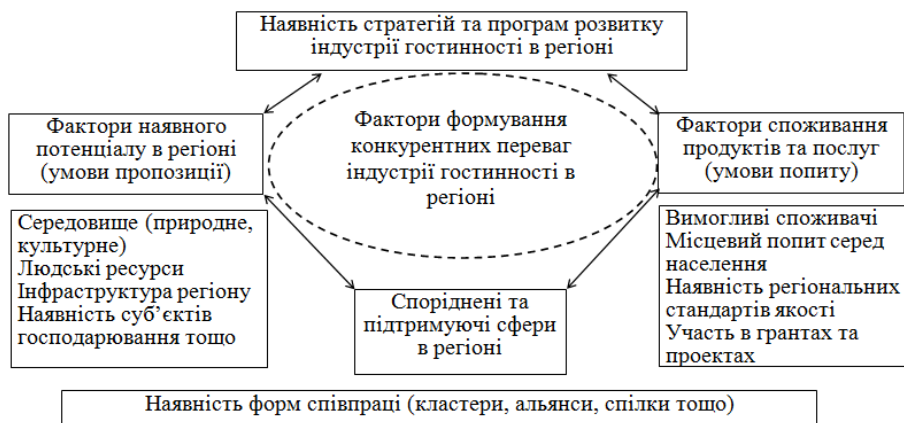 Наявність стратегій та програм розвитку
індустрії гостинності в регіоні
Фактори наявного
потенціалу в регіоні
(умови пропозиції)
Фактори формування
конкурентних переваг
індустрії гостинності в
регіоні
Фактори споживання
продуктів та послуг
(умови попиту)
Середовище (природне,
культурне)
Людські ресурси
Інфраструктура регіону
Наявність суб’єктів
господарювання тощо
Споріднені та
підтримуючі сфери
в регіоні
Вимогливі споживачі
Місцевий попит серед
населення
Наявність регіональних
стандартів якості
Участь в грантах та
проектах
Наявність форм співпраці (кластери, альянси, спілки тощо)